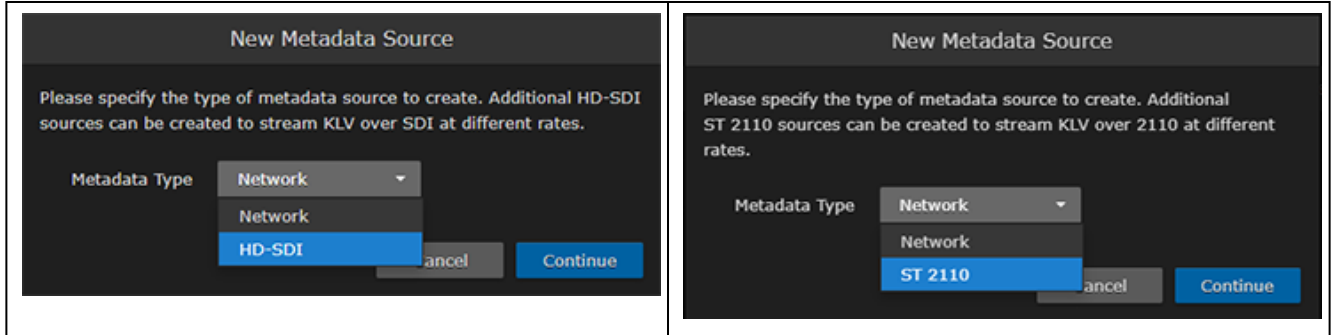 New Metadata Source
Please specify the type of metadata source to create. Additional HD-SDI
sources can be created to stream KLV over SDI at different rates.
Metadata Type Network
Network
HD-SDI
ancel Continue
New Metadata Source
Please specify the type of metadata source to create. Additional
ST 2110 sources can be created to stream KLV over 2110 at different
rates.
Metadata Type Network
Network
ST 2110
ancel Continue